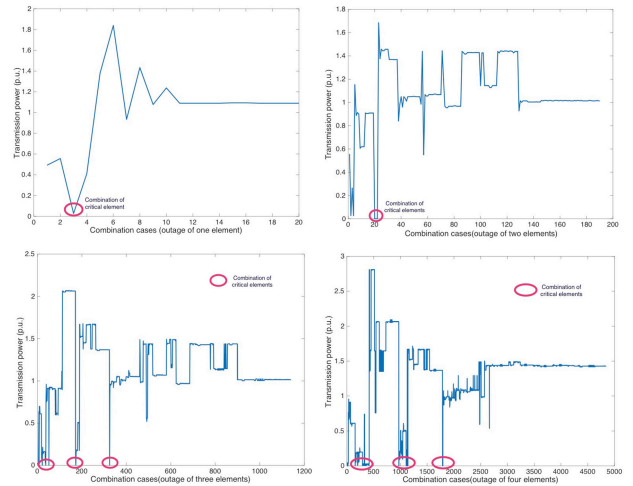 Transmission power (p.u.)
2
1.8
1.6
1.4
1.2
1
0.8
0.6
0.4
0.2
0
Combination of
critical element
0 2 4 6 8 10 12 14 16 18 20
Combination cases (outage of one element)
Transmission power (p.u.)
1.8
1.6
1.4
1.2
1
0.8
0.6
0.4
0.2
0
Combination of
critical elements
0 20 40 60 80 100 120 140 160 180 200
Combination cases(outage of two elements)
Transmission power (p.u.)
2.5
2
1.5
1
0.5
0
Combination of
critical elements
0 200 400 600 800 1000 1200
Combination cases(outage of three elements)
Transmission power (p.u.)
3
2.5
2
1.5
1
0.5
0
Combination of
critical elements
0 500 1000 1500 2000 2500 3000 3500 4000 4500 5000
Combination cases(outage of four elements)